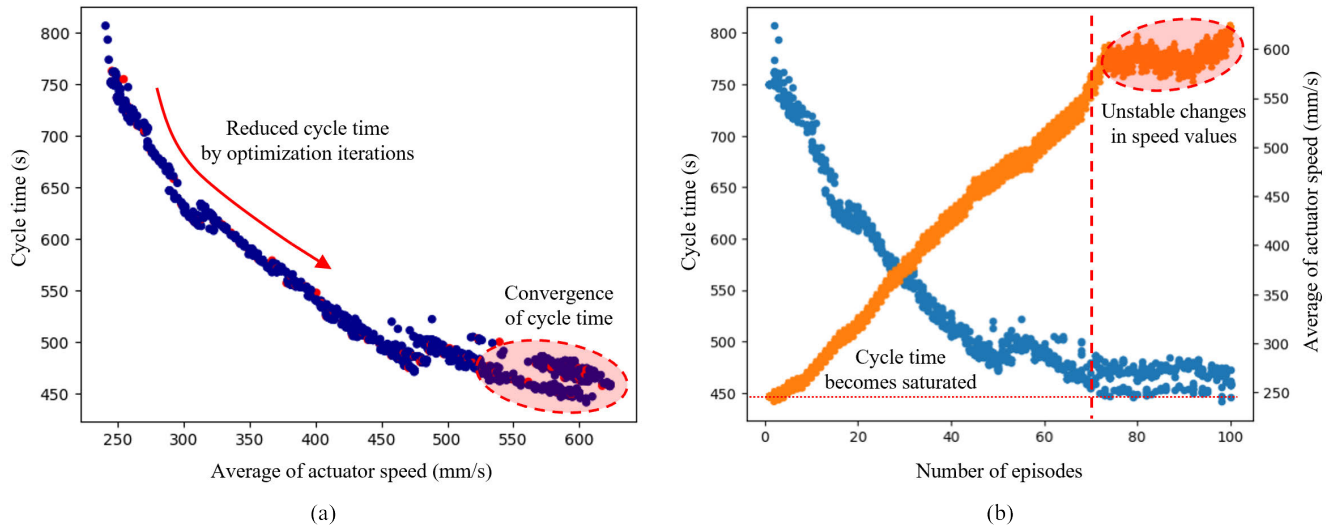 800
750
700
650
600
550
500
450
Cycle time (s)
Reduced cycle time
by optimization iterations
Convergence
of cycle time
250 300 350 400 450 500 550 600
Average of actuator speed (mm/s)
(a)
800
750
700
650
600
550
500
450
Cycle time (s)
Unstable changes
in speed values
Cycle time
becomes saturated
600
550
500
450
400
350
300
250
Average of actuator speed (mm/s)
0 20 40 60 80 100
Number of episodes
(b)